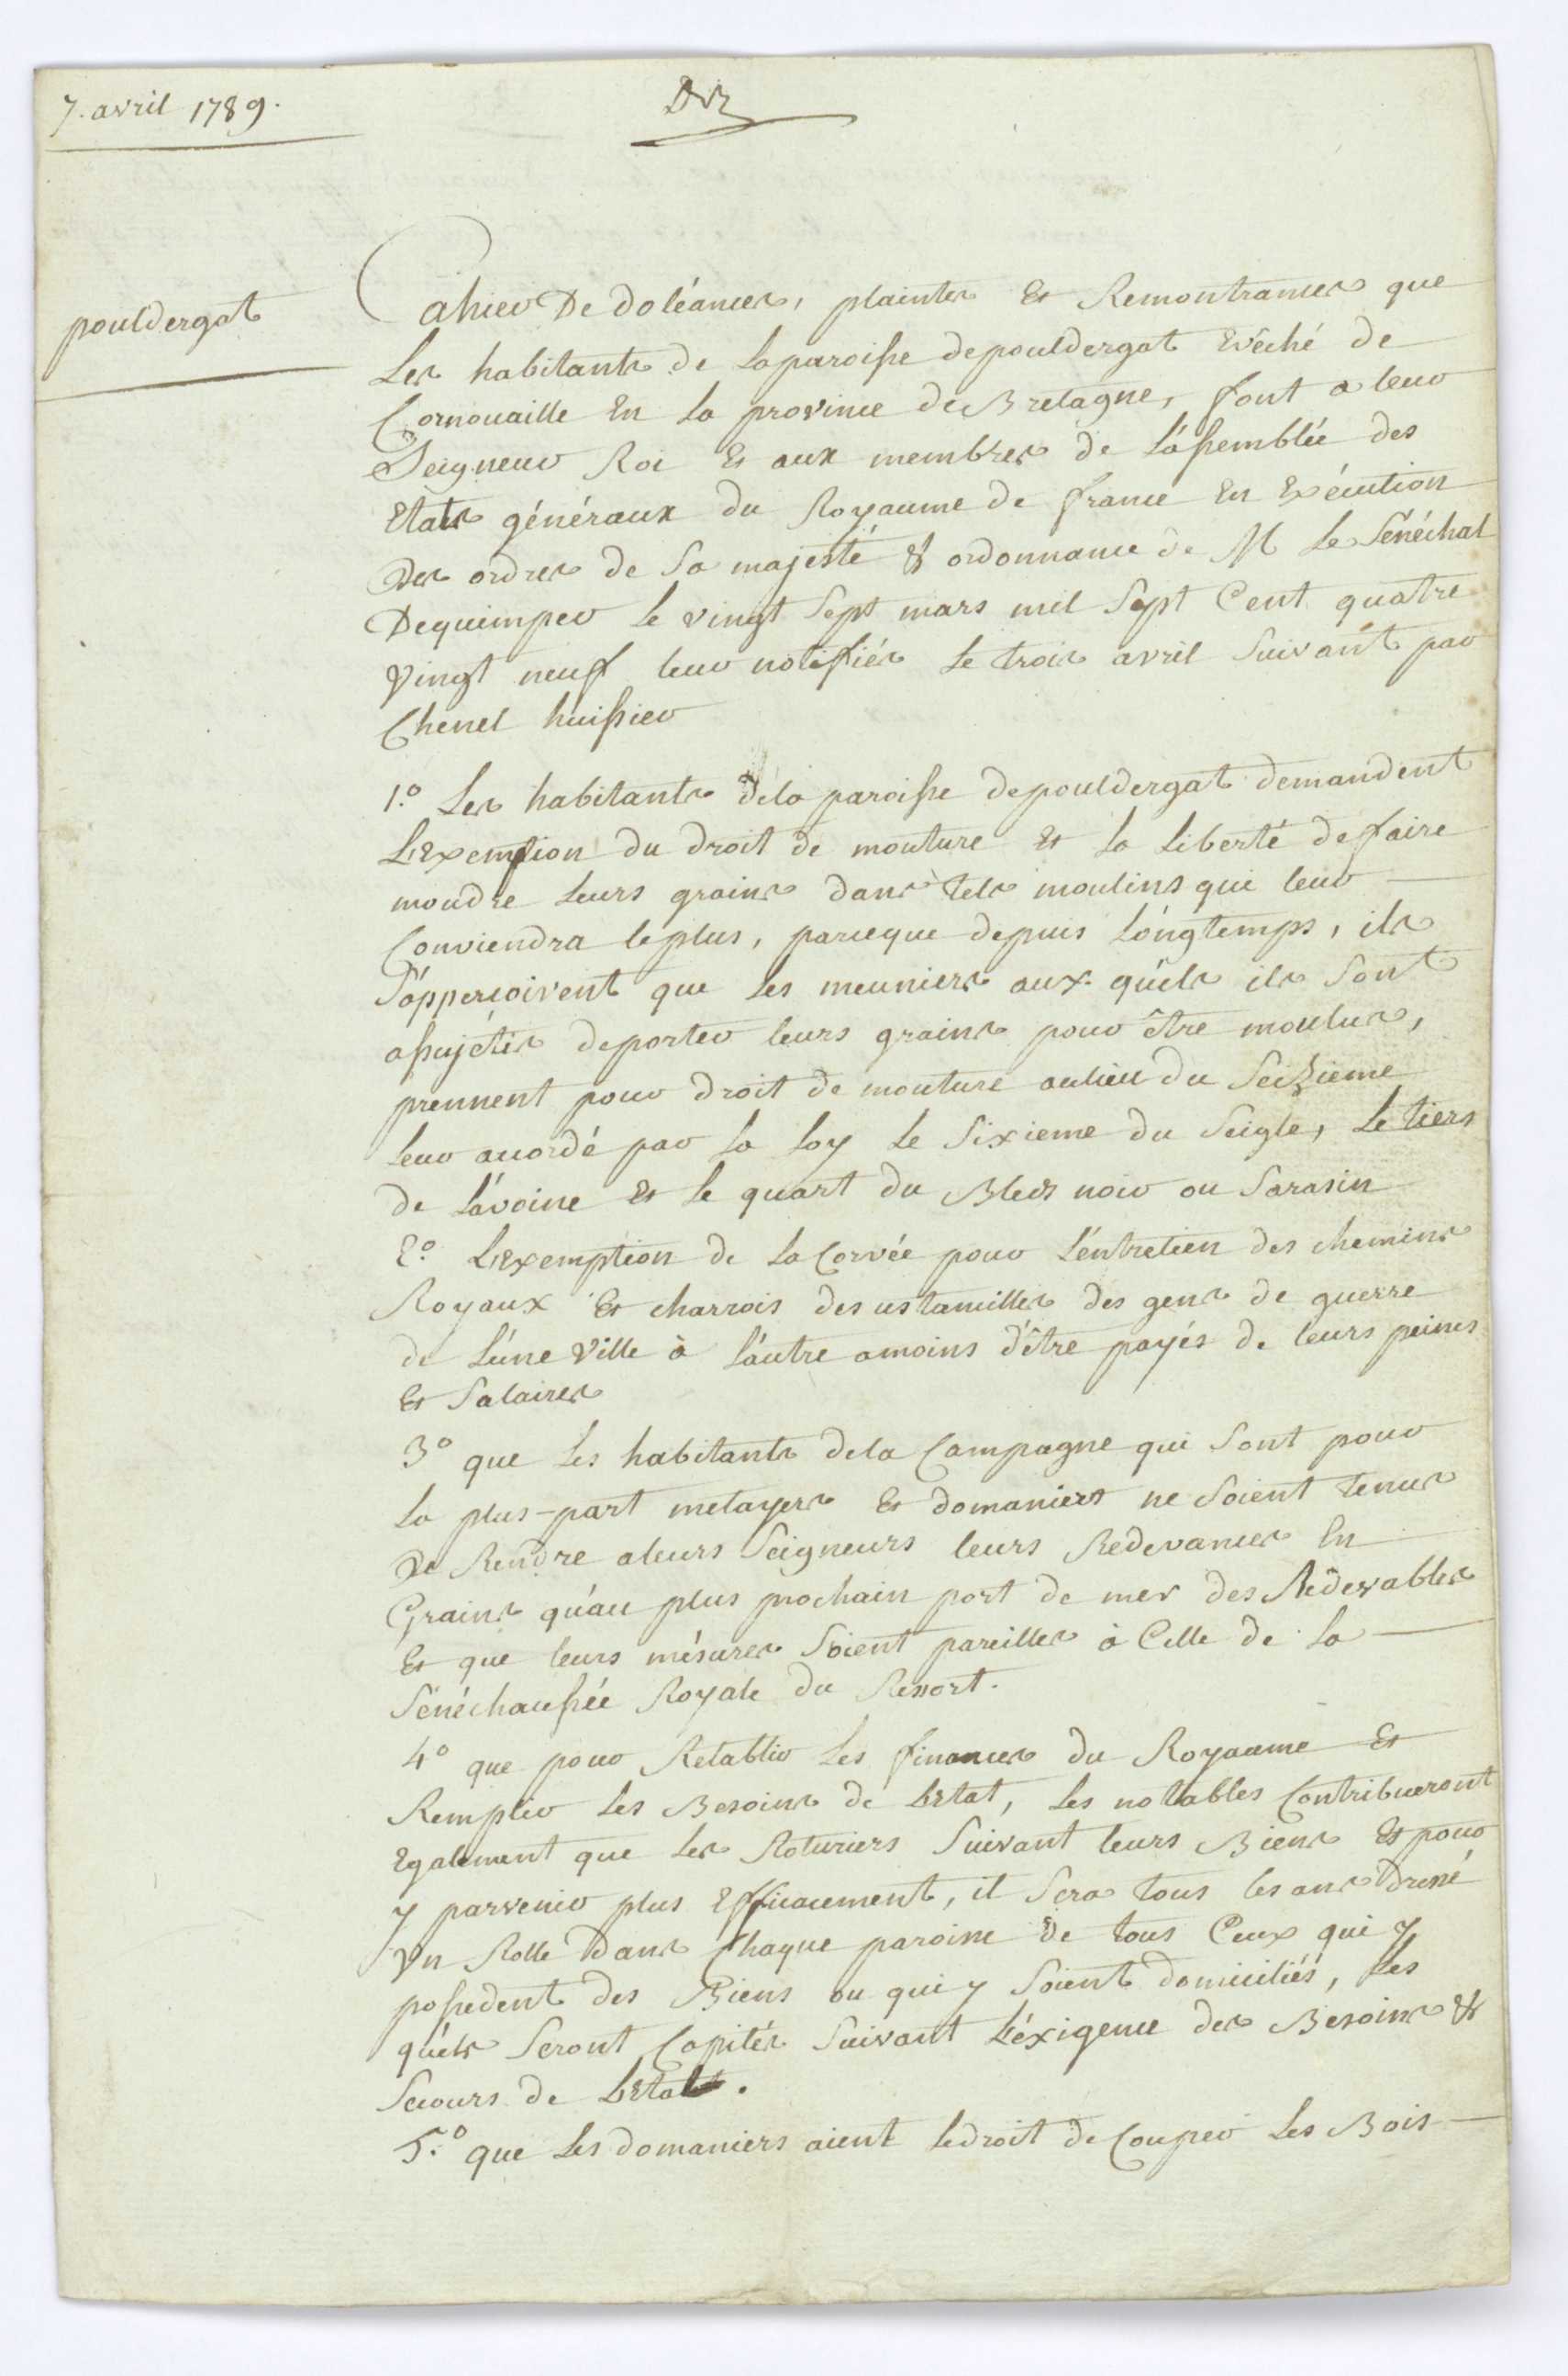 7. avril 1789.
pouldergat
Cahier De doléances, plaintes Et Remontrances que
Les habitants de la paroisse de pouldergat Evêché de
Cornouaille En la province de Bretagne, font a leur
Seigneur Roi Et aux membres de L'assemblée des
Etats généraux du Royaume de france En Exécution
Des ordres de Sa majesté & ordonnance de M Le Sénéchal
De quimper le vingt Sept mars mil Sept Cent quatre
Vingt neuf leur notifiés le trois avril Suivant par
Chenel huissier
1.° Les habitants de la paroisse de pouldergat demandent
L'Exemption du droit de mouture Et la Liberté de faire
moudre Leurs grains dans tels moulins qui leur
Conviendra le plus, parceque depuis Longtemps, ils
S'apperçoivent que Les meuniers aux quéls ils Sont
assujétis de porter leurs grains pour être moulus,
prennent pour droit de mouture aulieu du Seizieme
Leur accordé par la Loy le Sixieme du Seigle, Le tiers
de L'avoine Et le quart du Bled noir ou Sarasin
2° L'Exemption de la Corvée pour L'entretien des chemins
Royaux Et charrois des ustancilles des gens de guerre
de L'une Ville à L'autre amoins d'être payés de leurs peines
Et Salaires
3° que Les habitants de la Campagne qui Sont pour
la plus-part metayers Et domaniers ne Soient tenus
De Rendre a leurs Seigneurs leurs Redevances En
Grains qu'au plus prochain port de mer des Redevables
Et que leurs mésures Soient pareilles à Celle de la
Sénéchaussée Royale du Ressort.
4° que pour Retablir Les finances du Royaume Et
Remplir Les Besoins de L'Etat, Les notables Contribueront
Egalement que Les Roturiers Suivant leurs Biens Et pour
y parvenir plus Efficacement, il Sera tous les ans dressé
Un Rolle dans Chaque paroisse de tous Ceux qui y
possedent des Biens ou qui y Soient domiciliés, Les
quéls Seront Capités Suivant L'éxigence des Besoins &
Secours de L'Etat.
5.° que Les domaniers aient le droit de Couper Les Bois